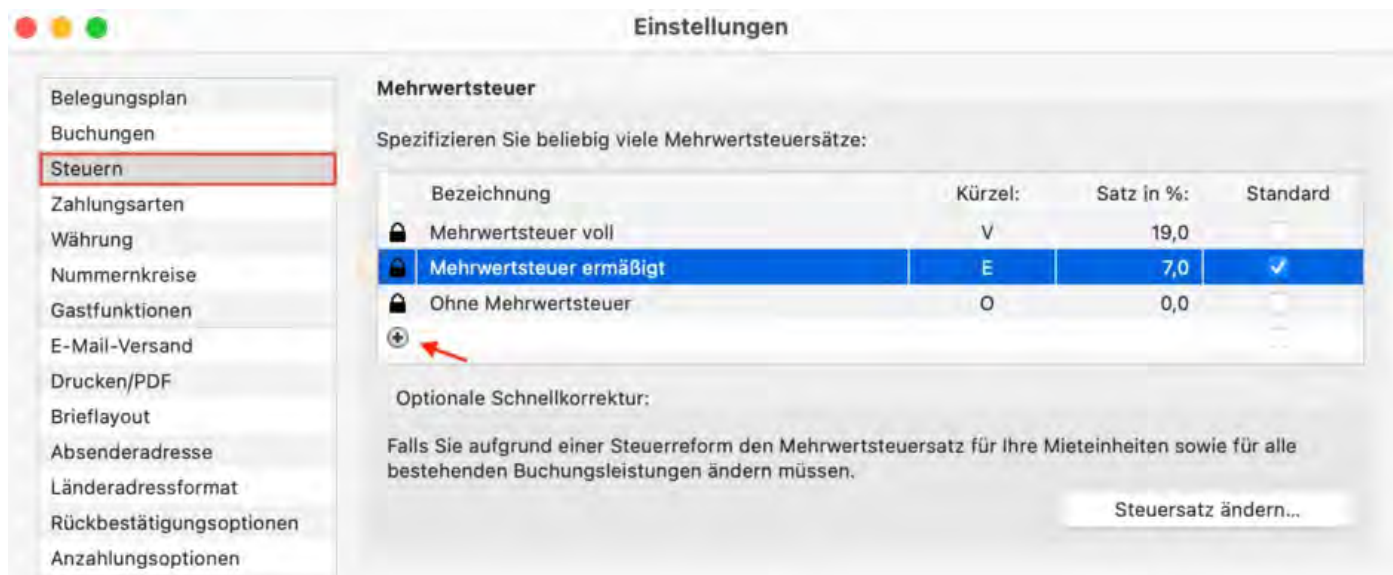 Einstellungen
Belegungsplan
Buchungen
Steuern
Zahlungsarten
Währung
Nummernkreise
Gastfunktionen
E-Mail-Versand
Drucken/PDF
Brieflayout
Absenderadresse
Länderadressformat
Rückbestätigungsoptionen
Anzahlungsoptionen
Mehrwertsteuer
Spezifizieren Sie beliebig viele Mehrwertsteuersätze:
Bezeichnung Kürzel: Satz in %: Standard
Mehrwertsteuer voll V 19,0
Mehrwertsteuer ermäßigt E 7,0
Ohne Mehrwertsteuer O 0,0
Optionale Schnellkorrektur:
Falls Sie aufgrund einer Steuerreform den Mehrwertsteuersatz für Ihre Mieteinheiten sowie für alle
bestehenden Buchungsleistungen ändern müssen.
Steuersatz ändern...